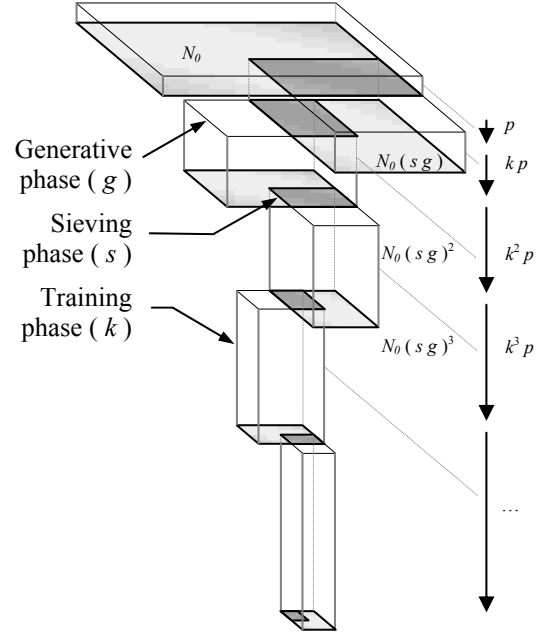 N₀
p
Generative
phase ( g )
N₀ ( s g )
k p
Sieving
phase ( s )
N₀ ( s g )²
k² p
Training
phase ( k )
N₀ ( s g )³
k³ p
...